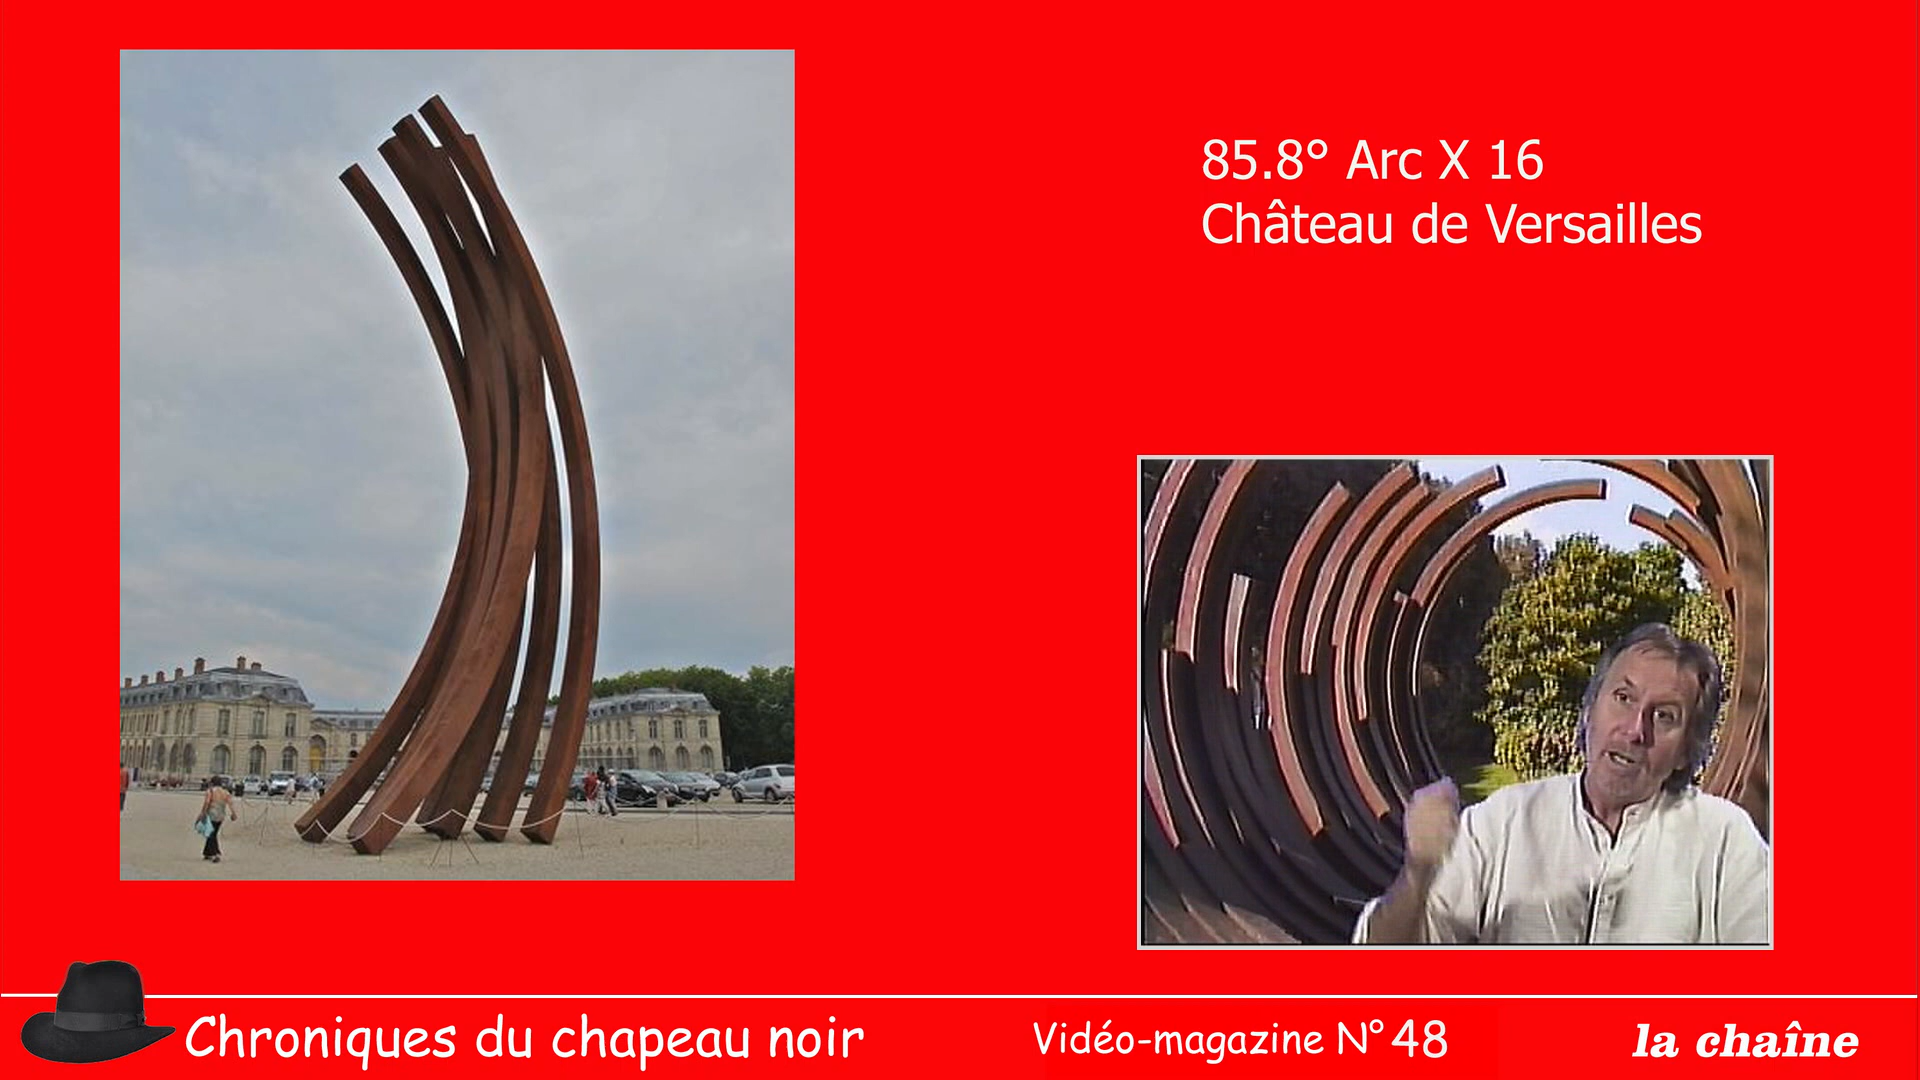 85.8° Arc X 16
Château de Versailles
Chroniques du chapeau noir
Vidéo-magazine N° 48
la chaîne